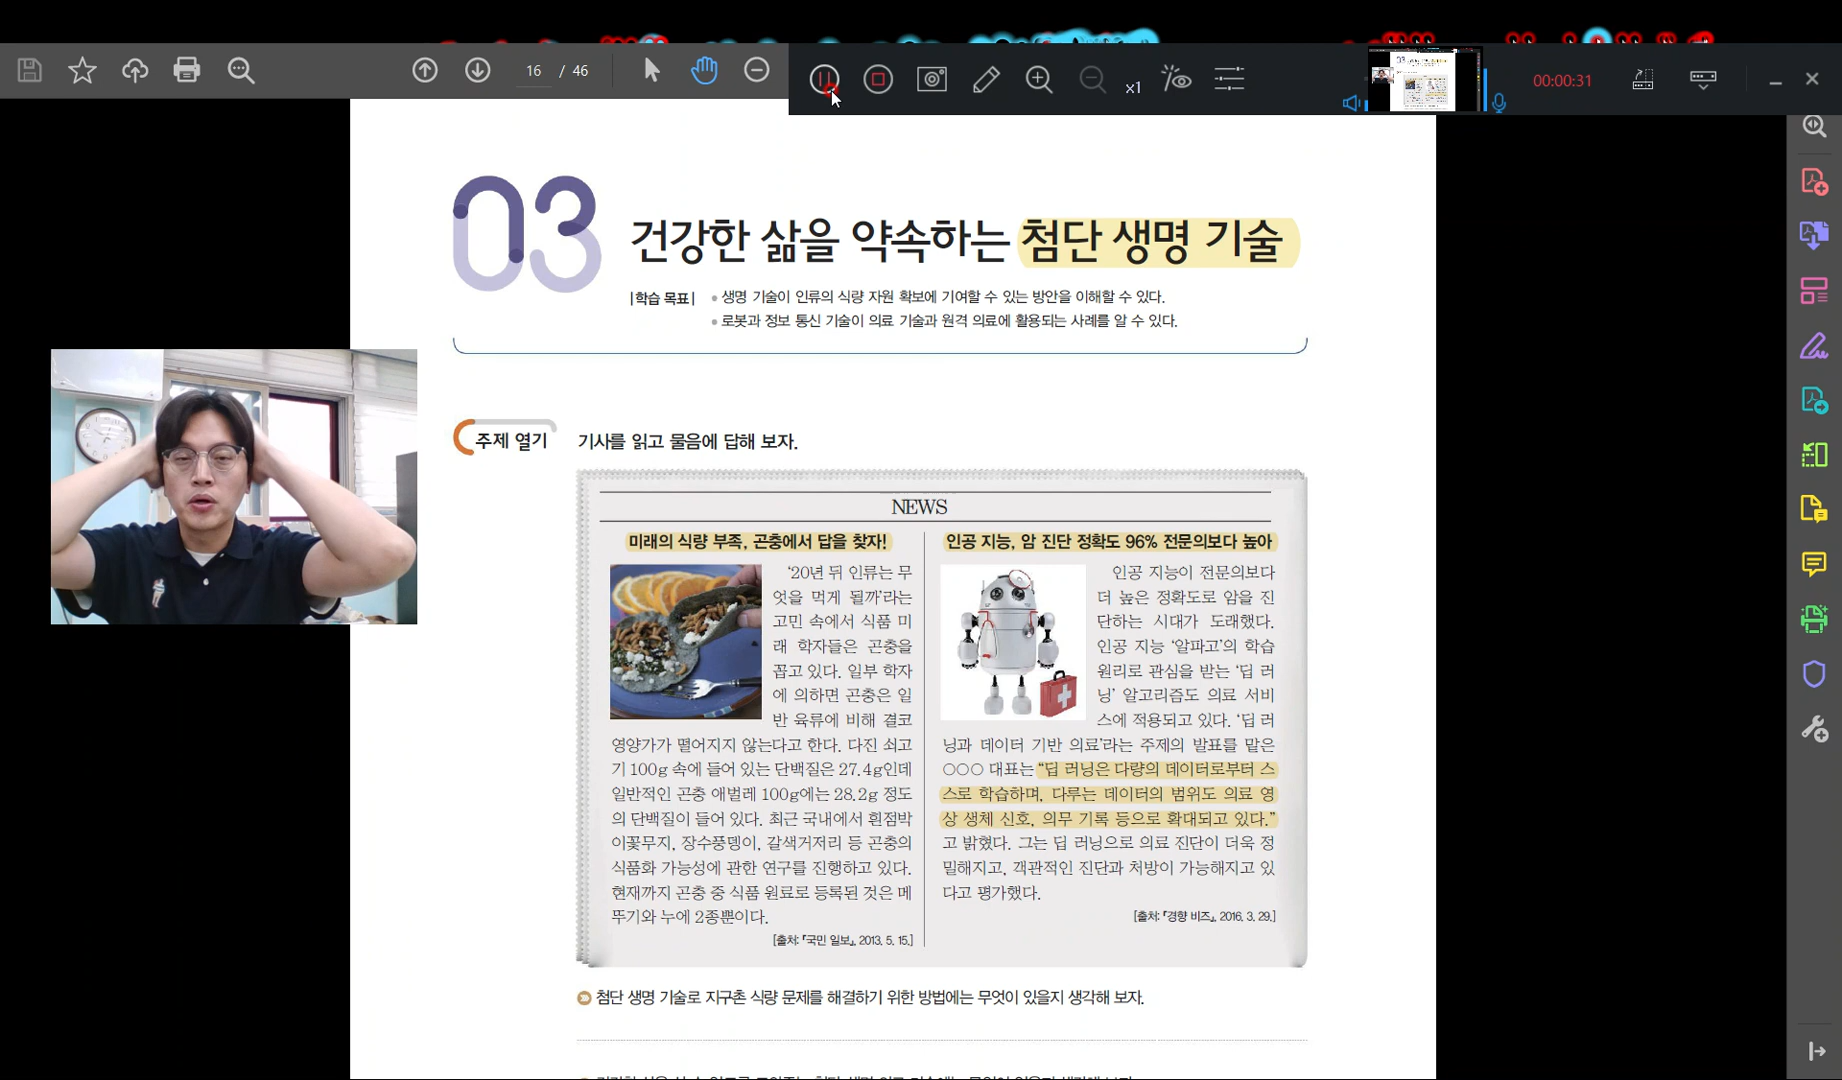 16 / 46
x1
00:00:31
03
건강한 삶을 약속하는 첨단 생명 기술
|학습 목표| • 생명 기술이 인류의 식량 자원 확보에 기여할 수 있는 방안을 이해할 수 있다.
• 로봇과 정보 통신 기술이 의료 기술과 원격 의료에 활용되는 사례를 알 수 있다.
주제 열기 기사를 읽고 물음에 답해 보자.
NEWS
미래의 식량 부족, 곤충에서 답을 찾자!
‘20년 뒤 인류는 무
엇을 먹게 될까’라는
고민 속에서 식품 미
래 학자들은 곤충을
꼽고 있다. 일부 학자
에 의하면 곤충은 일
반 육류에 비해 결코
영양가가 떨어지지 않는다고 한다. 다진 쇠고
기 100g 속에 들어 있는 단백질은 27.4g인데
일반적인 곤충 애벌레 100g에는 28.2g 정도
의 단백질이 들어 있다. 최근 국내에서 흰점박
이꽃무지, 장수풍뎅이, 갈색거저리 등 곤충의
식품화 가능성에 관한 연구를 진행하고 있다.
현재까지 곤충 중 식품 원료로 등록된 것은 메
뚜기와 누에 2종뿐이다.
[출처:『국민 일보』, 2013. 5. 15.]
인공 지능, 암 진단 정확도 96% 전문의보다 높아
인공 지능이 전문의보다
더 높은 정확도로 암을 진
단하는 시대가 도래했다.
인공 지능 ‘알파고’의 학습
원리로 관심을 받는 ‘딥 러
닝’ 알고리즘도 의료 서비
스에 적용되고 있다. ‘딥 러
닝과 데이터 기반 의료’라는 주제의 발표를 맡은
○○○ 대표는 “딥 러닝은 다량의 데이터로부터 스
스로 학습하며, 다루는 데이터의 범위도 의료 영
상 생체 신호, 의무 기록 등으로 확대되고 있다.”
고 밝혔다. 그는 딥 러닝으로 의료 진단이 더욱 정
밀해지고, 객관적인 진단과 처방이 가능해지고 있
다고 평가했다.
[출처:『경향 비즈』, 2016. 3. 29.]
첨단 생명 기술로 지구촌 식량 문제를 해결하기 위한 방법에는 무엇이 있을지 생각해 보자.